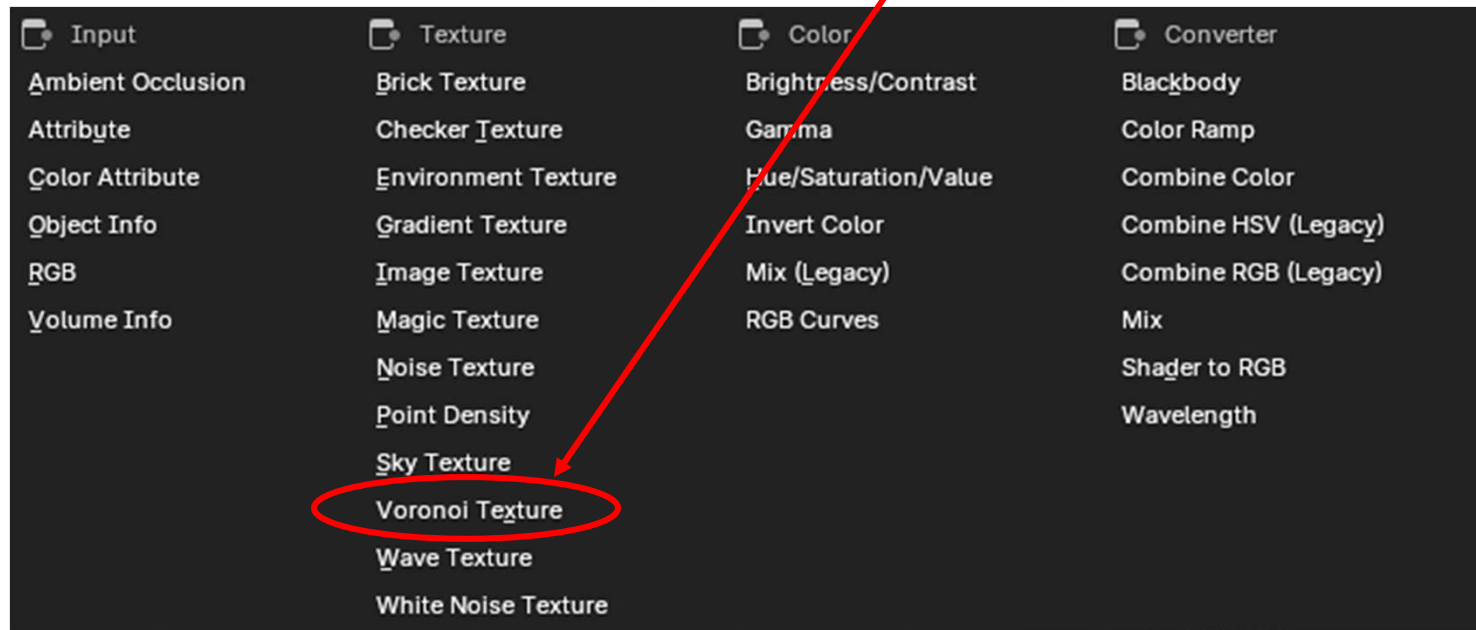 Input
Ambient Occlusion
Attribute
Color Attribute
Object Info
RGB
Volume Info
Texture
Brick Texture
Checker Texture
Environment Texture
Gradient Texture
Image Texture
Magic Texture
Noise Texture
Point Density
Sky Texture
Voronoi Texture
Wave Texture
White Noise Texture
Color
Brightness/Contrast
Gamma
Hue/Saturation/Value
Invert Color
Mix (Legacy)
RGB Curves
Converter
Blackbody
Color Ramp
Combine Color
Combine HSV (Legacy)
Combine RGB (Legacy)
Mix
Shader to RGB
Wavelength